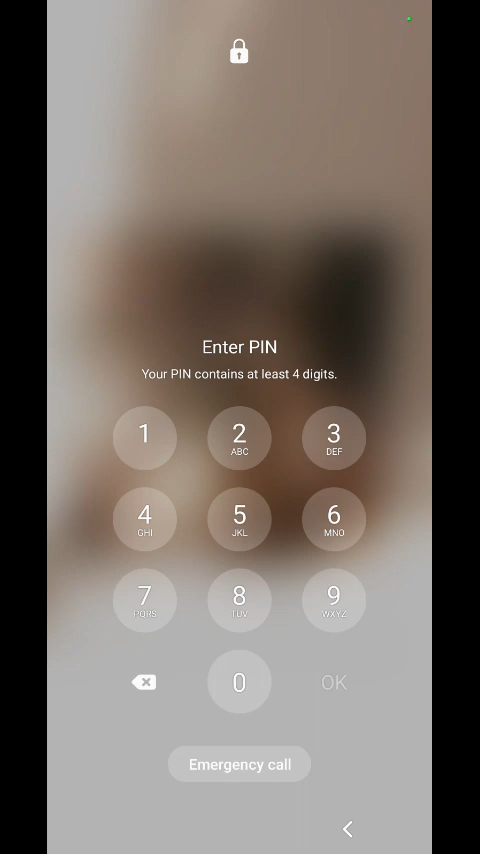 Enter PIN
Your PIN contains at least 4 digits.
1 2 3
ABC DEF
4 5 6
GHI JKL MNO
7 8 9
PQRS TUV WXYZ
0 OK
Emergency call